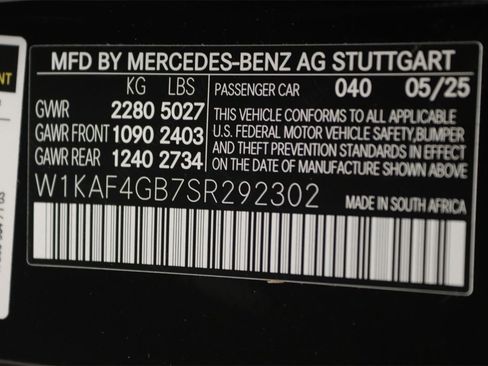 MFD BY MERCEDES-BENZ AG STUTTGART
KG LBS PASSENGER CAR 040 05/25
GVWR 2280 5027
GAWR FRONT 1090 2403
GAWR REAR 1240 2734
THIS VEHICLE CONFORMS TO ALL APPLICABLE
U.S. FEDERAL MOTOR VEHICLE SAFETY, BUMPER
AND THEFT PREVENTION STANDARDS IN EFFECT
ON THE DATE OF MANUFACTURE SHOWN ABOVE
W1KAF4GB7SR292302 MADE IN SOUTH AFRICA